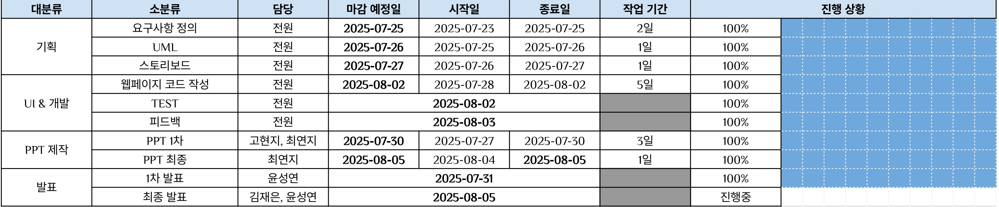 대분류 소분류 담당 마감 예정일 시작일 종료일 작업 기간 진행 상황
기획 요구사항 정의 전원 2025-07-25 2025-07-23 2025-07-25 2일 100%
UML 전원 2025-07-26 2025-07-25 2025-07-26 1일 100%
스토리보드 전원 2025-07-27 2025-07-26 2025-07-27 1일 100%
UI & 개발 웹페이지 코드 작성 전원 2025-08-02 2025-07-28 2025-08-02 5일 100%
TEST 전원 2025-08-02 100%
피드백 전원 2025-08-03 100%
PPT 제작 PPT 1차 고현지, 최연지 2025-07-30 2025-07-27 2025-07-30 3일 100%
PPT 최종 최연지 2025-08-05 2025-08-04 2025-08-05 1일 100%
발표 1차 발표 윤성연 2025-07-31 100%
최종 발표 김재은, 윤성연 2025-08-05 진행중